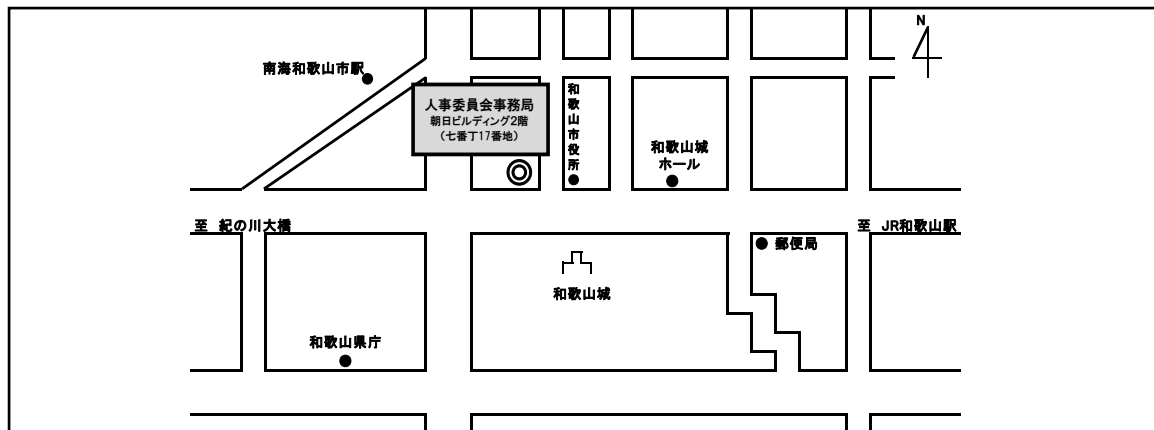 N
南海和歌山市駅
人事委員会事務局
朝日ビルディング2階
（七番丁17番地）
和歌山市役所
和歌山城
ホール
至 紀の川大橋
至 JR和歌山駅
郵便局
和歌山城
和歌山県庁